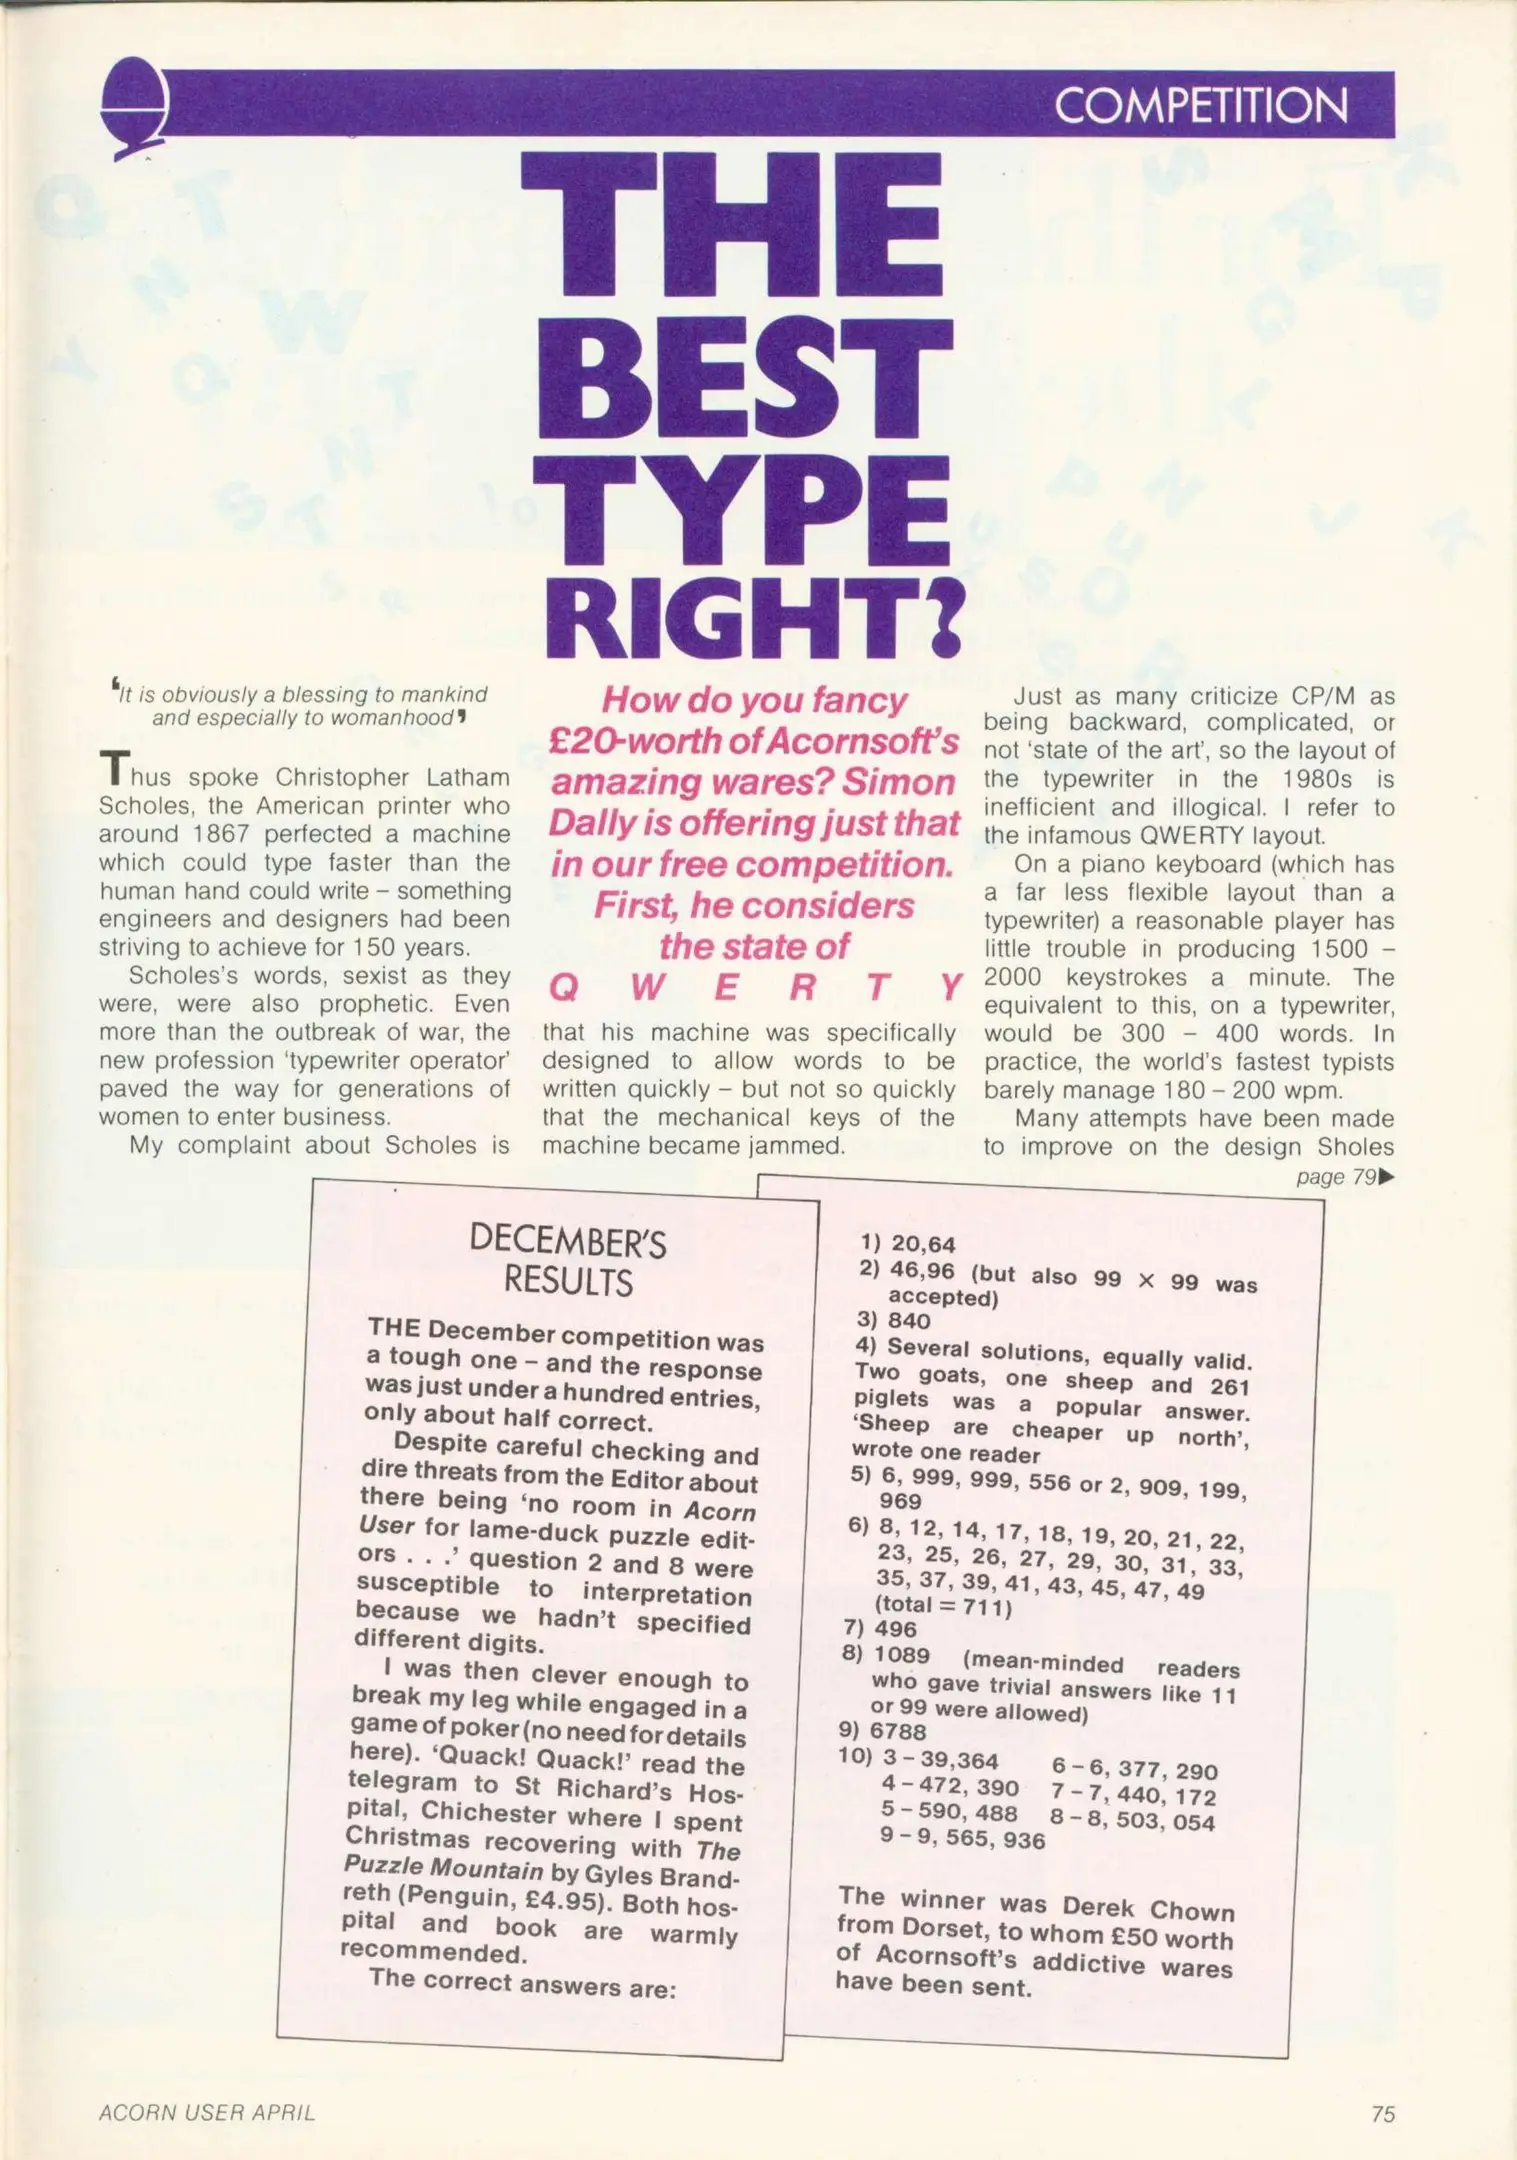 COMPETITION
THE
BEST
TYPE
RIGHT?
‘It is obviously a blessing to mankind
and especially to womanhood’
Thus spoke Christopher Latham
Scholes, the American printer who
around 1867 perfected a machine
which could type faster than the
human hand could write – something
engineers and designers had been
striving to achieve for 150 years.
Scholes's words, sexist as they
were, were also prophetic. Even
more than the outbreak of war, the
new profession ‘typewriter operator’
paved the way for generations of
women to enter business.
My complaint about Scholes is
How do you fancy
£20-worth of Acornsoft's
amazing wares? Simon
Dally is offering just that
in our free competition.
First, he considers
the state of
Q W E R T Y
that his machine was specifically
designed to allow words to be
written quickly – but not so quickly
that the mechanical keys of the
machine became jammed.
Just as many criticize CP/M as
being backward, complicated, or
not ‘state of the art’, so the layout of
the typewriter in the 1980s is
inefficient and illogical. I refer to
the infamous QWERTY layout.
On a piano keyboard (which has
a far less flexible layout than a
typewriter) a reasonable player has
little trouble in producing 1500 –
2000 keystrokes a minute. The
equivalent to this, on a typewriter,
would be 300 – 400 words. In
practice, the world's fastest typists
barely manage 180 – 200 wpm.
Many attempts have been made
to improve on the design Sholes
page 79▶
DECEMBER'S
RESULTS
THE December competition was
a tough one – and the response
was just under a hundred entries,
only about half correct.
Despite careful checking and
dire threats from the Editor about
there being ‘no room in Acorn
User for lame-duck puzzle edit-
ors . . .’ question 2 and 8 were
susceptible to interpretation
because we hadn't specified
different digits.
I was then clever enough to
break my leg while engaged in a
game of poker (no need for details
here). ‘Quack! Quack!’ read the
telegram to St Richard's Hos-
pital, Chichester where I spent
Christmas recovering with The
Puzzle Mountain by Gyles Brand-
reth (Penguin, £4.95). Both hos-
pital and book are warmly
recommended.
The correct answers are:
1) 20,64
2) 46,96 (but also 99 × 99 was
accepted)
3) 840
4) Several solutions, equally valid.
Two goats, one sheep and 261
piglets was a popular answer.
‘Sheep are cheaper up north’,
wrote one reader
5) 6, 999, 999, 556 or 2, 909, 199,
969
6) 8, 12, 14, 17, 18, 19, 20, 21, 22,
23, 25, 26, 27, 29, 30, 31, 33,
35, 37, 39, 41, 43, 45, 47, 49
(total = 711)
7) 496
8) 1089 (mean-minded readers
who gave trivial answers like 11
or 99 were allowed)
9) 6788
10) 3 – 39,364 6 – 6, 377, 290
4 – 472, 390 7 – 7, 440, 172
5 – 590, 488 8 – 8, 503, 054
9 – 9, 565, 936
The winner was Derek Chown
from Dorset, to whom £50 worth
of Acornsoft's addictive wares
have been sent.
ACORN USER APRIL
75